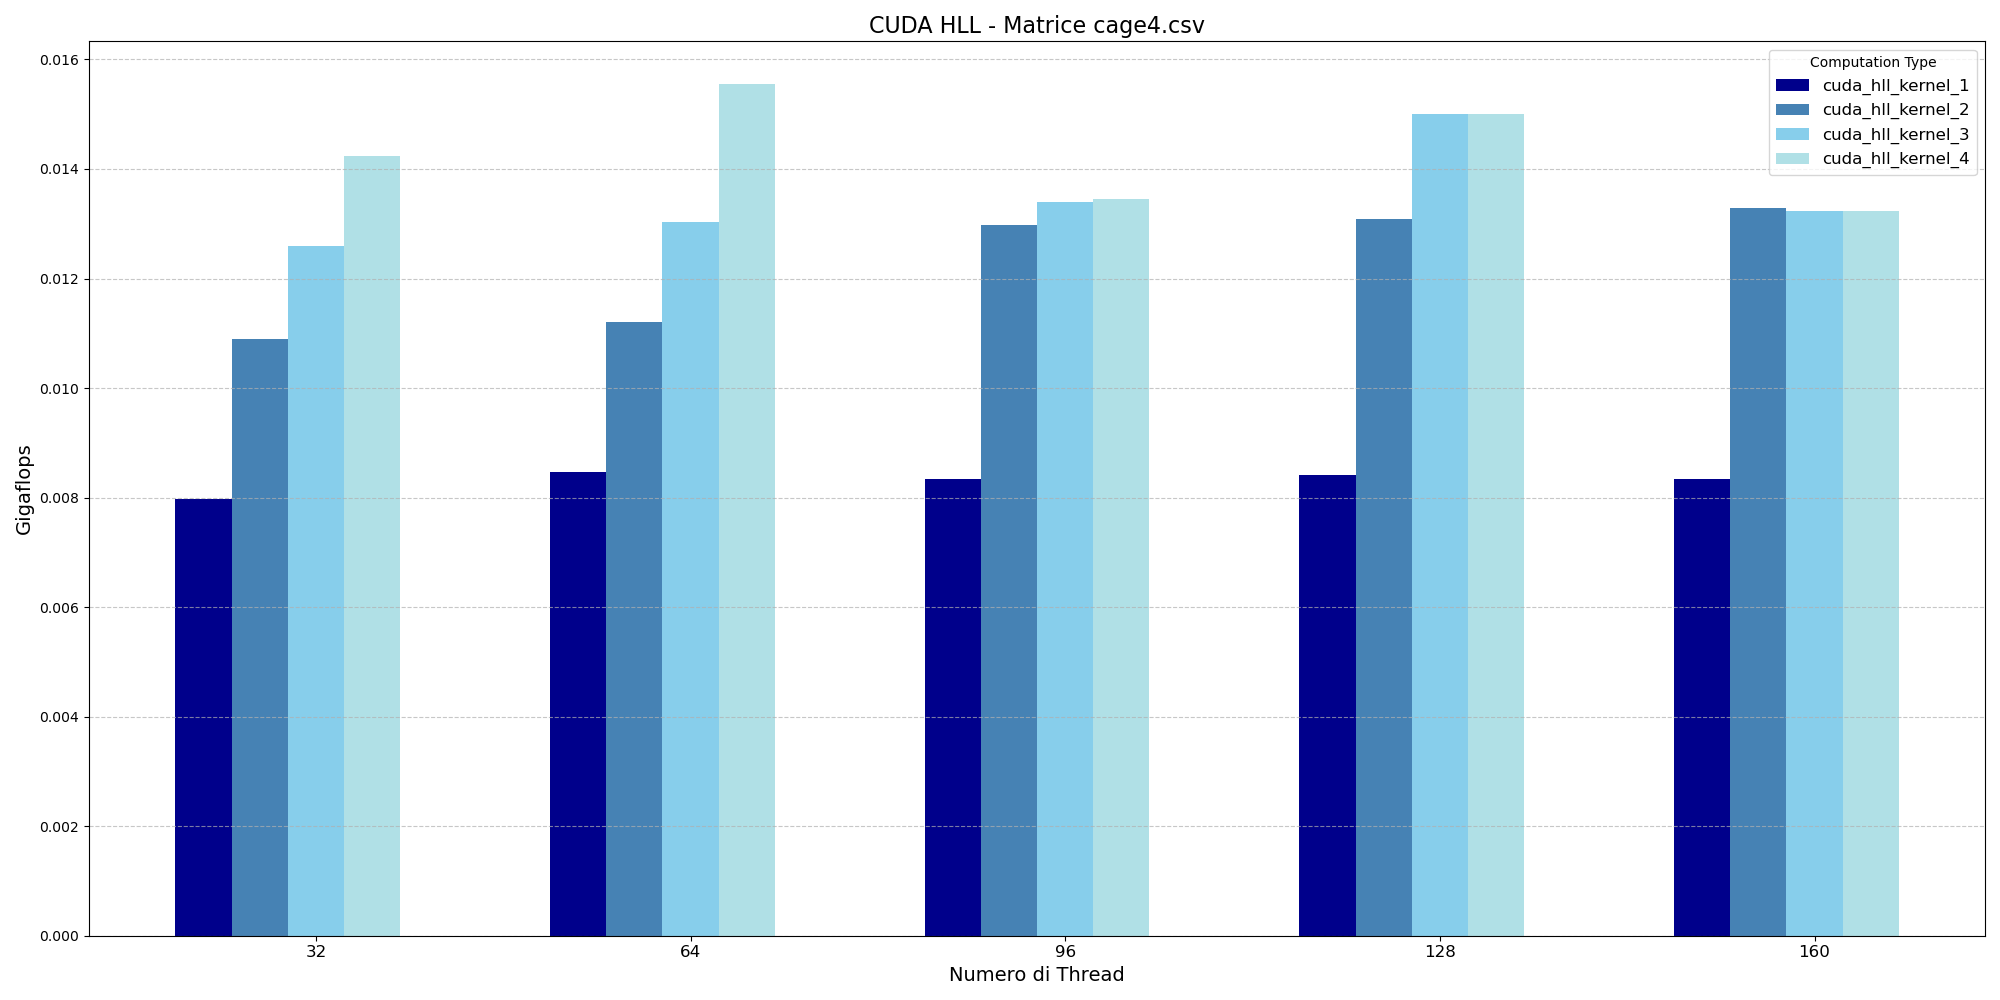 CUDA HLL - Matrice cage4.csv
Computation Type
cuda_hll_kernel_1
cuda_hll_kernel_2
cuda_hll_kernel_3
cuda_hll_kernel_4
Gigaflops
0.016
0.014
0.012
0.010
0.008
0.006
0.004
0.002
0.000
32 64 96 128 160
Numero di Thread